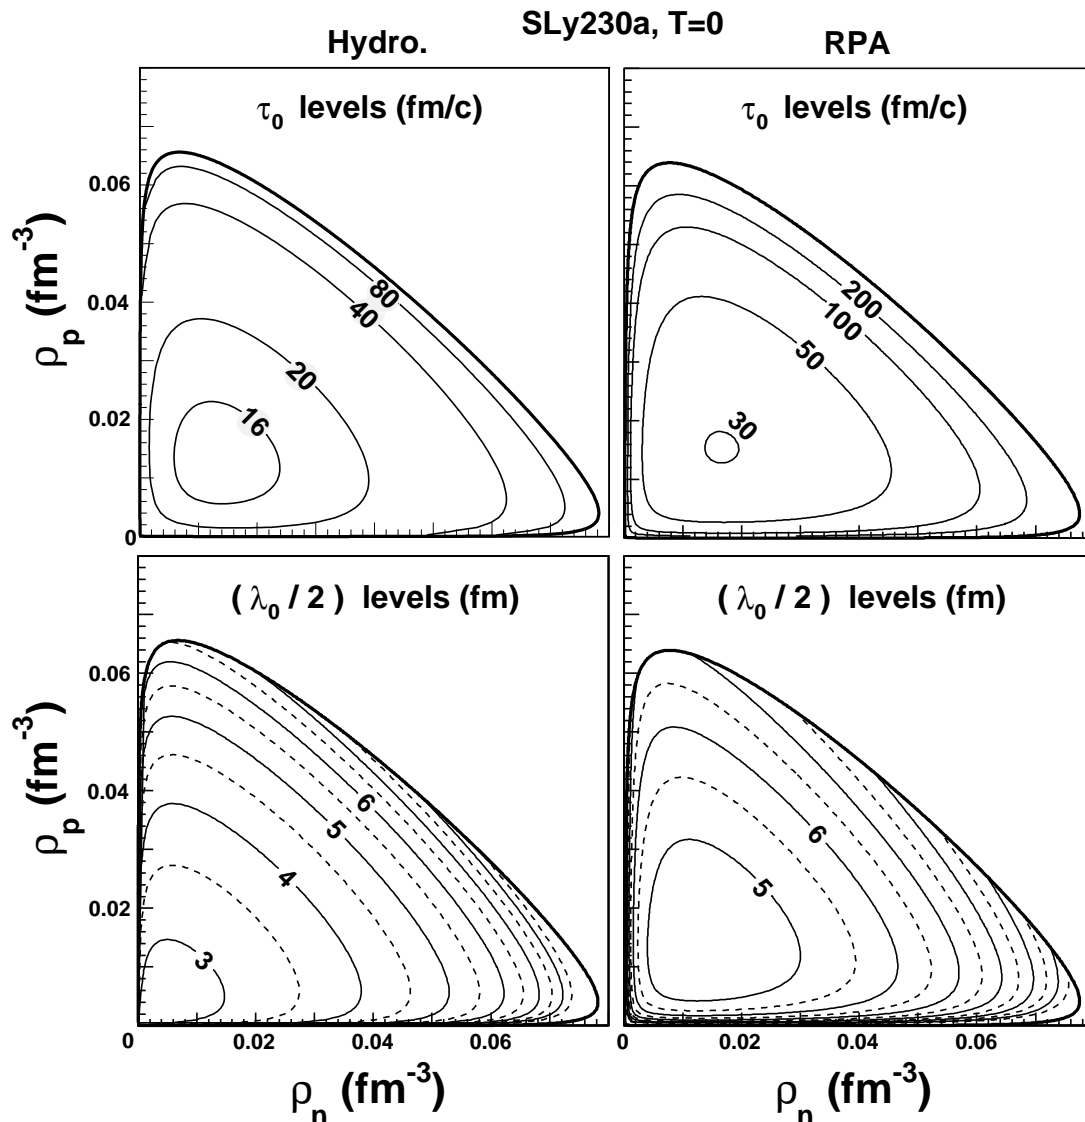 SLy230a, T=0
Hydro.
RPA
τ₀ levels (fm/c)
τ₀ levels (fm/c)
ρₚ (fm⁻³)
0.06
0.04
0.02
0
80
40
20
16
200
100
50
30
( λ₀ / 2 ) levels (fm)
( λ₀ / 2 ) levels (fm)
ρₚ (fm⁻³)
0.06
0.04
0.02
6
5
4
3
6
5
0
0.02
0.04
0.06
0
0.02
0.04
0.06
ρₙ (fm⁻³)
ρₙ (fm⁻³)